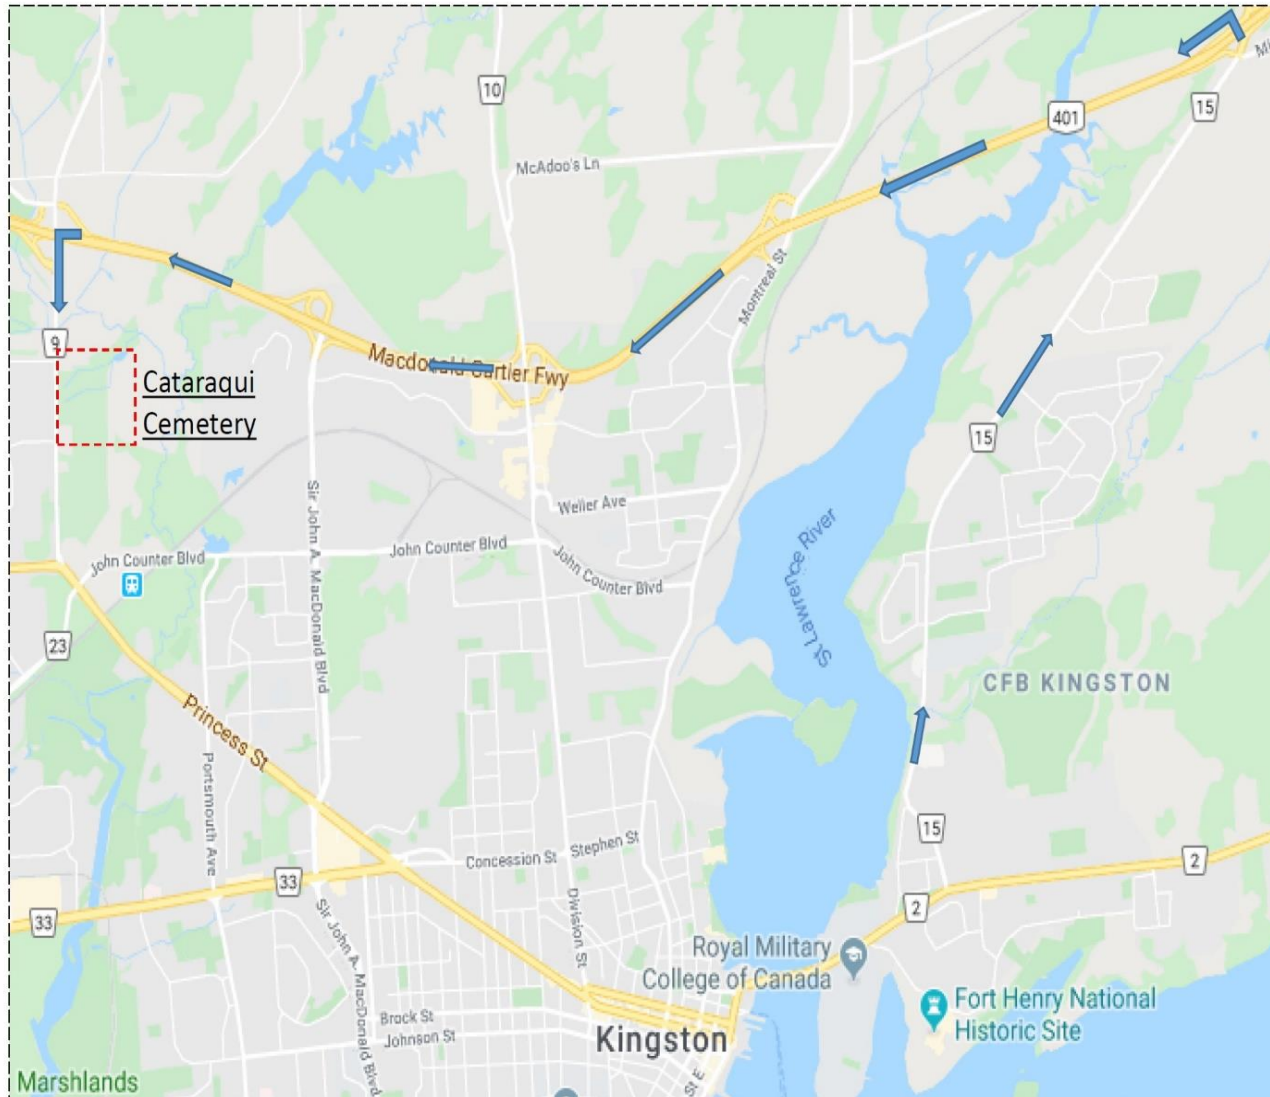 10
McAdoo's Ln
401
15
Mi
Montreal St
9
Macdonald Cartier Fwy
Cataraqui
Cemetery
15
Weller Ave
Sir John A. MacDonald Blvd
John Counter Blvd
John Counter Blvd
John Counter Blvd
St Lawrence River
23
CFB KINGSTON
Princess St
Portsmouth Ave
15
Concession St
Stephen St
2
33
33
2
Division St
Sir John A. MacDonald Blvd
Royal Military
College of Canada
Fort Henry National
Historic Site
Brock St
Johnson St
Kingston
St E
Marshlands